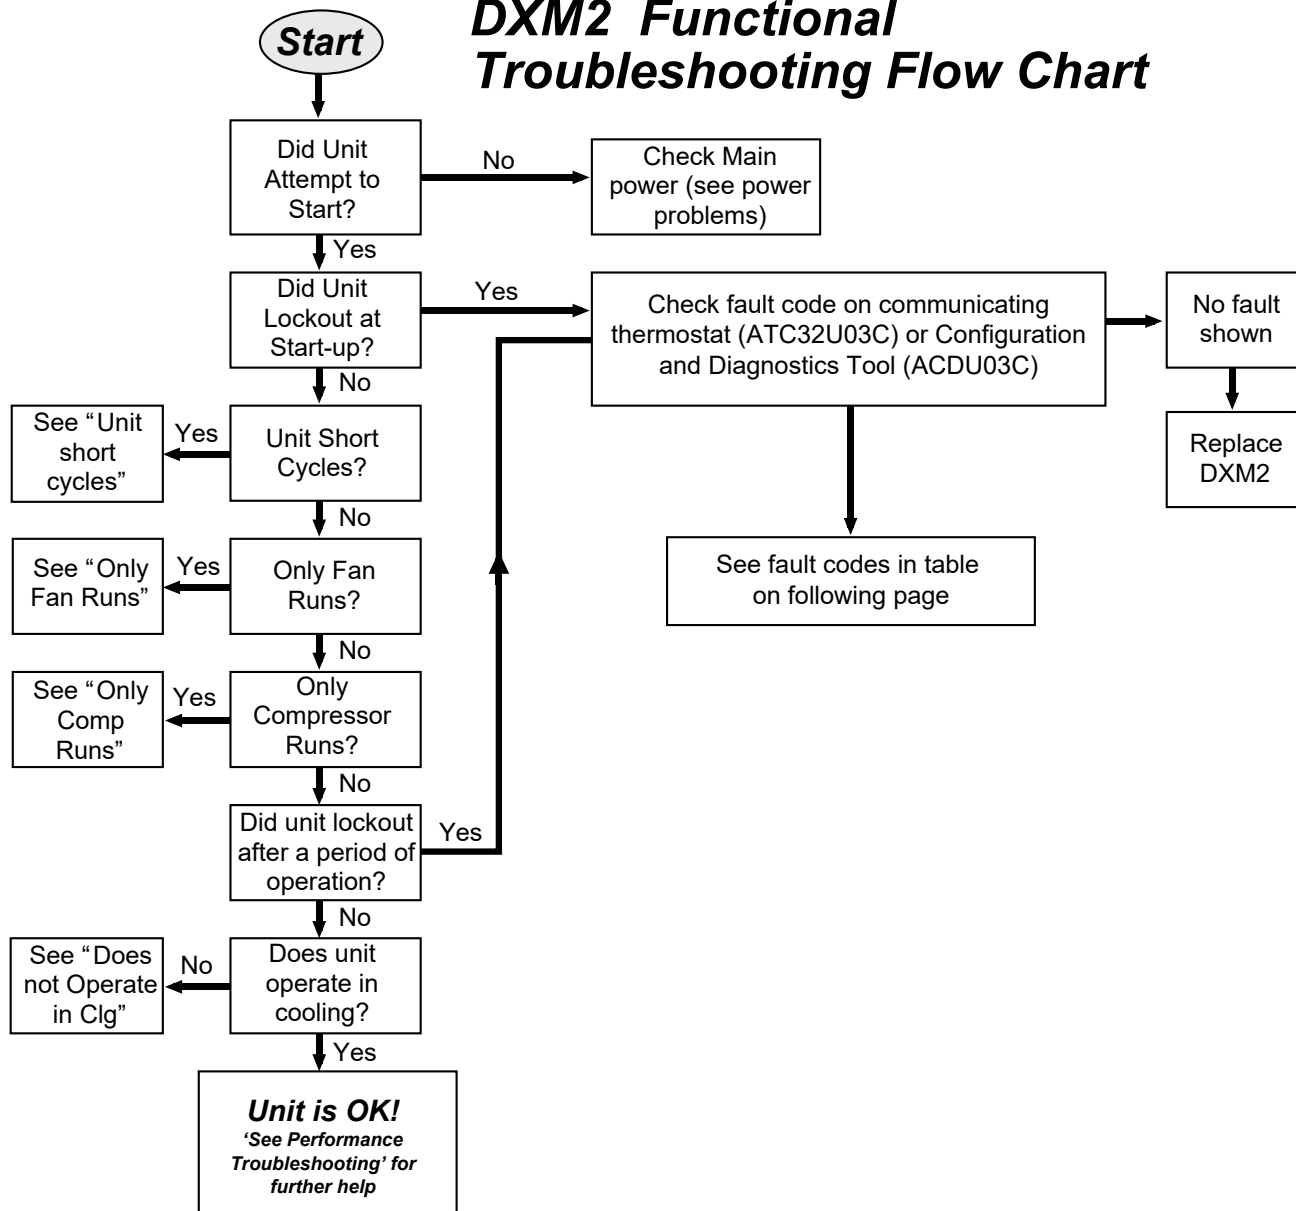 DXM2 Functional
Troubleshooting Flow Chart
Start
Did Unit
Attempt to
Start?
No
Check Main
power (see power
problems)
Yes
Did Unit
Lockout at
Start-up?
Yes
Check fault code on communicating
thermostat (ATC32U03C) or Configuration
and Diagnostics Tool (ACDU03C)
No fault
shown
Replace
DXM2
See fault codes in table
on following page
No
Unit Short
Cycles?
Yes
See “Unit
short
cycles”
No
Only Fan
Runs?
Yes
See “Only
Fan Runs”
No
Only
Compressor
Runs?
Yes
See “Only
Comp
Runs”
No
Did unit lockout
after a period of
operation?
Yes
No
Does unit
operate in
cooling?
No
See “Does
not Operate
in Clg”
Yes
Unit is OK!
‘See Performance
Troubleshooting’ for
further help